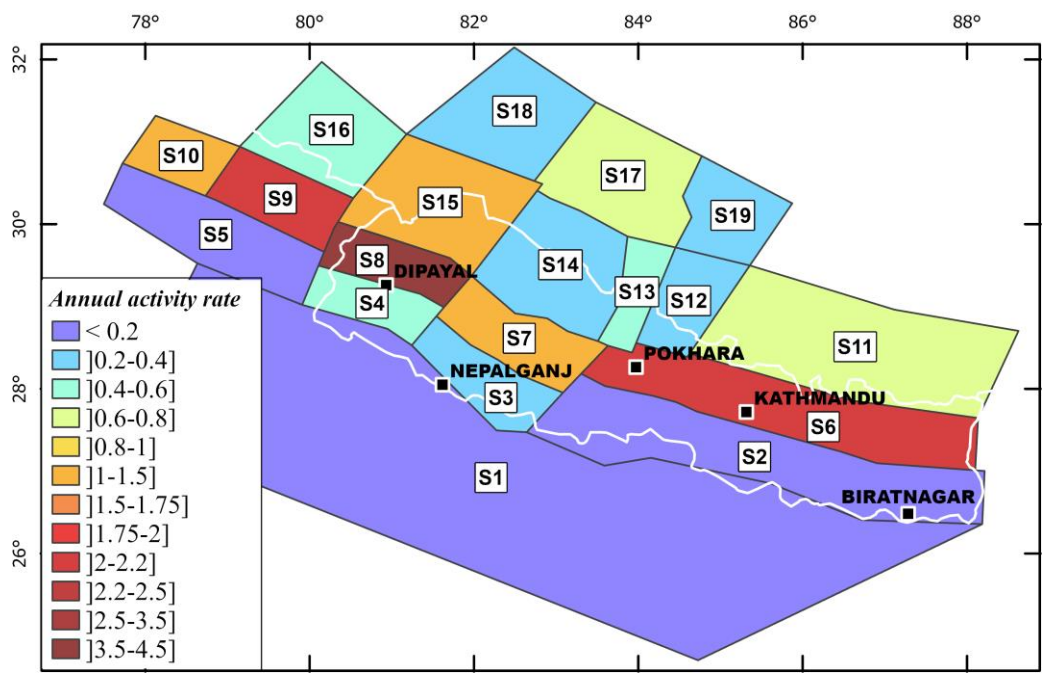 78° 80° 82° 84° 86° 88°
32°
30°
28°
26°
S18
S16
S10
S17
S9
S15
S19
S5
S8
S14
DIPAYAL
S13
S12
S4
S7
S11
POKHARA
NEPALGANJ
S3
KATHMANDU
S6
S2
S1
BIRATNAGAR
Annual activity rate
< 0.2
]0.2-0.4]
]0.4-0.6]
]0.6-0.8]
]0.8-1]
]1-1.5]
]1.5-1.75]
]1.75-2]
]2-2.2]
]2.2-2.5]
]2.5-3.5]
]3.5-4.5]